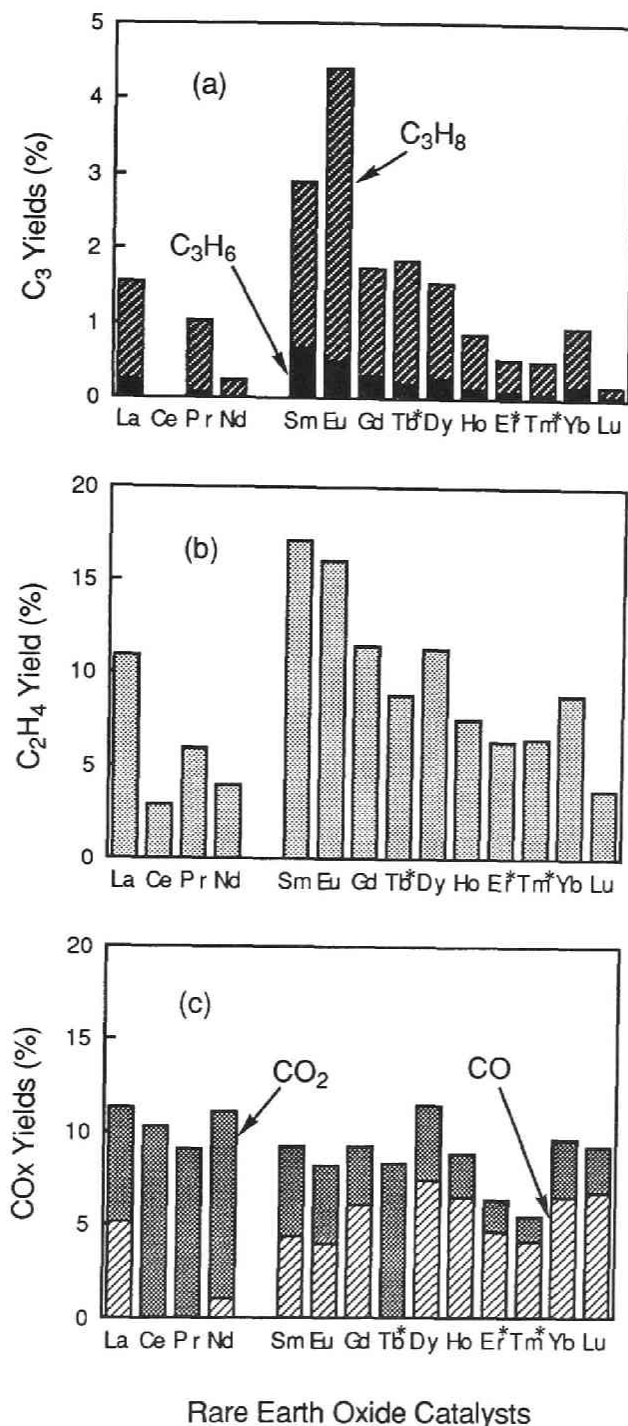 5
(a)
4
C3H8
3
C3 Yields (%)
2
C3H6
1
0
La Ce Pr Nd Sm Eu Gd Tb* Dy Ho Er* Tm* Yb Lu
20
(b)
15
C2H4 Yield (%)
10
5
0
La Ce Pr Nd Sm Eu Gd Tb* Dy Ho Er* Tm* Yb Lu
20
(c)
15
CO2
CO
COx Yields (%)
10
5
0
La Ce Pr Nd Sm Eu Gd Tb* Dy Ho Er* Tm* Yb Lu
Rare Earth Oxide Catalysts